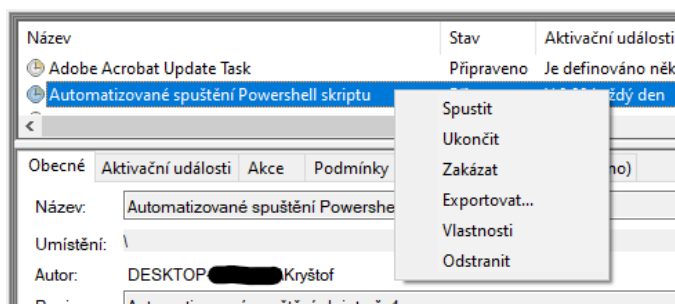 Název Stav Aktivační události
Adobe Acrobat Update Task Připraveno Je definováno něk
Automatizované spuštění Powershell skriptu každý den
Spustit
Ukončit
Zakázat
Exportovat...
Vlastnosti
Odstranit
Obecné Aktivační události Akce Podmínky
Název: Automatizované spuštění Powershe
Umístění: \
Autor: DESKTOP- Kryštof